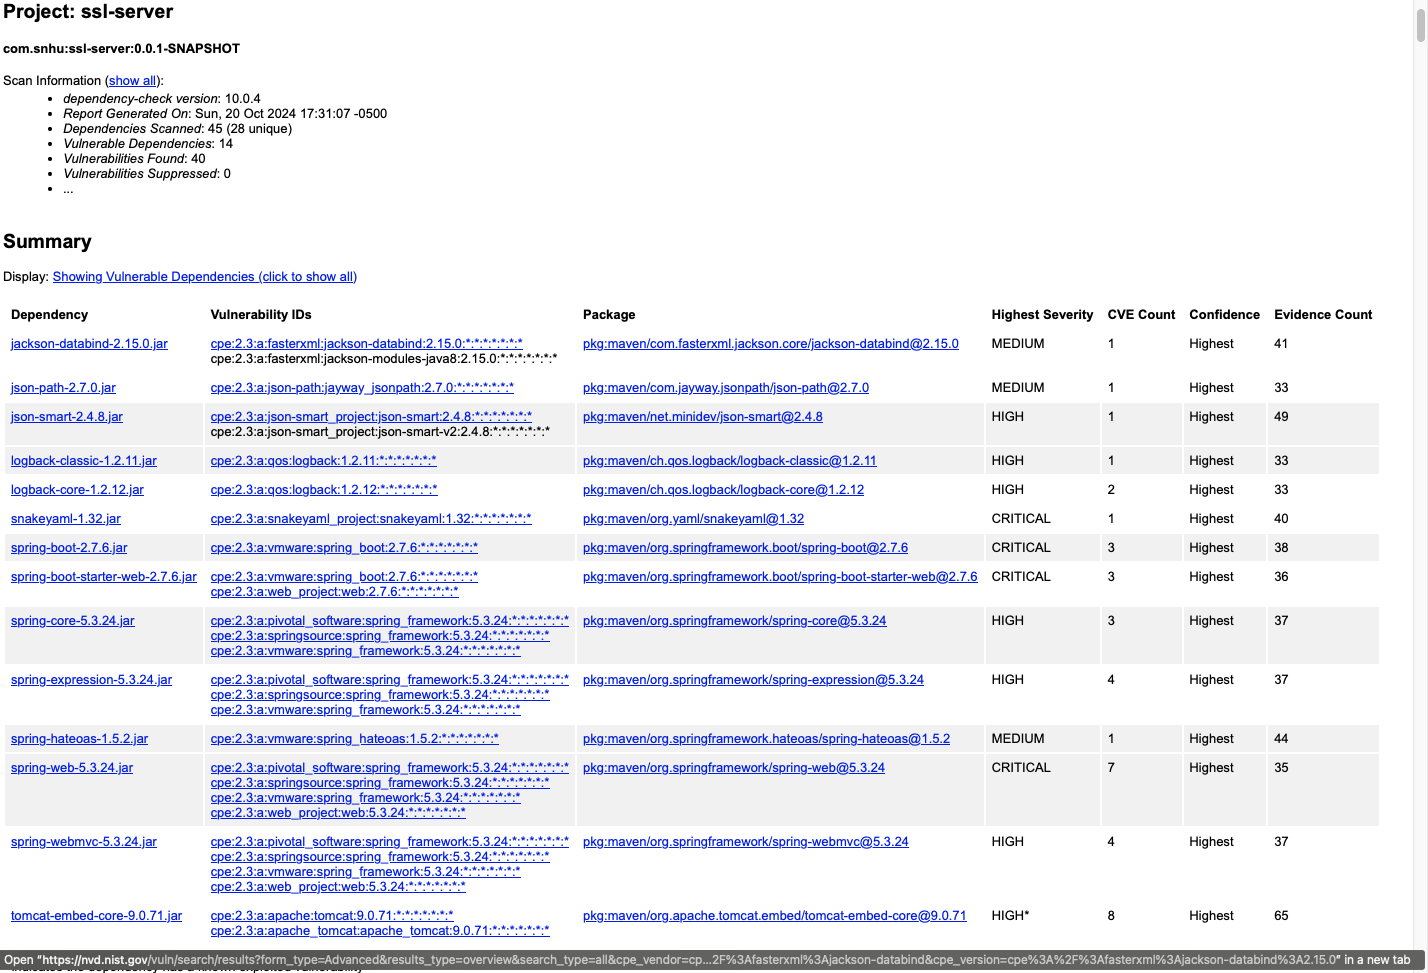 Project: ssl-server
com.snhu:ssl-server:0.0.1-SNAPSHOT
Scan Information (show all):
• dependency-check version: 10.0.4
• Report Generated On: Sun, 20 Oct 2024 17:31:07 -0500
• Dependencies Scanned: 45 (28 unique)
• Vulnerable Dependencies: 14
• Vulnerabilities Found: 40
• Vulnerabilities Suppressed: 0
• ...
Summary
Display: Showing Vulnerable Dependencies (click to show all)
Dependency Vulnerability IDs Package Highest Severity CVE Count Confidence Evidence Count
jackson-databind-2.15.0.jar cpe:2.3:a:fasterxml:jackson-databind:2.15.0:*:*:*:*:*:*:* pkg:maven/com.fasterxml.jackson.core/jackson-databind@2.15.0 MEDIUM 1 Highest 41
cpe:2.3:a:fasterxml:jackson-modules-java8:2.15.0:*:*:*:*:*:*:*
json-path-2.7.0.jar cpe:2.3:a:json-path:jayway_jsonpath:2.7.0:*:*:*:*:*:*:* pkg:maven/com.jayway.jsonpath/json-path@2.7.0 MEDIUM 1 Highest 33
json-smart-2.4.8.jar cpe:2.3:a:json-smart_project:json-smart:2.4.8:*:*:*:*:*:*:* pkg:maven/net.minidev/json-smart@2.4.8 HIGH 1 Highest 49
cpe:2.3:a:json-smart_project:json-smart-v2:2.4.8:*:*:*:*:*:*:*
logback-classic-1.2.11.jar cpe:2.3:a:qos:logback:1.2.11:*:*:*:*:*:*:* pkg:maven/ch.qos.logback/logback-classic@1.2.11 HIGH 1 Highest 33
logback-core-1.2.12.jar cpe:2.3:a:qos:logback:1.2.12:*:*:*:*:*:*:* pkg:maven/ch.qos.logback/logback-core@1.2.12 HIGH 2 Highest 33
snakeyaml-1.32.jar cpe:2.3:a:snakeyaml_project:snakeyaml:1.32:*:*:*:*:*:*:* pkg:maven/org.yaml/snakeyaml@1.32 CRITICAL 1 Highest 40
spring-boot-2.7.6.jar cpe:2.3:a:vmware:spring_boot:2.7.6:*:*:*:*:*:*:* pkg:maven/org.springframework.boot/spring-boot@2.7.6 CRITICAL 3 Highest 38
spring-boot-starter-web-2.7.6.jar cpe:2.3:a:vmware:spring_boot:2.7.6:*:*:*:*:*:*:* pkg:maven/org.springframework.boot/spring-boot-starter-web@2.7.6 CRITICAL 3 Highest 36
cpe:2.3:a:web_project:web:2.7.6:*:*:*:*:*:*:*
spring-core-5.3.24.jar cpe:2.3:a:pivotal_software:spring_framework:5.3.24:*:*:*:*:*:*:* pkg:maven/org.springframework/spring-core@5.3.24 HIGH 3 Highest 37
cpe:2.3:a:springsource:spring_framework:5.3.24:*:*:*:*:*:*:*
cpe:2.3:a:vmware:spring_framework:5.3.24:*:*:*:*:*:*:*
spring-expression-5.3.24.jar cpe:2.3:a:pivotal_software:spring_framework:5.3.24:*:*:*:*:*:*:* pkg:maven/org.springframework/spring-expression@5.3.24 HIGH 4 Highest 37
cpe:2.3:a:springsource:spring_framework:5.3.24:*:*:*:*:*:*:*
cpe:2.3:a:vmware:spring_framework:5.3.24:*:*:*:*:*:*:*
spring-hateoas-1.5.2.jar cpe:2.3:a:vmware:spring_hateoas:1.5.2:*:*:*:*:*:*:* pkg:maven/org.springframework.hateoas/spring-hateoas@1.5.2 MEDIUM 1 Highest 44
spring-web-5.3.24.jar cpe:2.3:a:pivotal_software:spring_framework:5.3.24:*:*:*:*:*:*:* pkg:maven/org.springframework/spring-web@5.3.24 CRITICAL 7 Highest 35
cpe:2.3:a:springsource:spring_framework:5.3.24:*:*:*:*:*:*:*
cpe:2.3:a:vmware:spring_framework:5.3.24:*:*:*:*:*:*:*
cpe:2.3:a:web_project:web:5.3.24:*:*:*:*:*:*:*
spring-webmvc-5.3.24.jar cpe:2.3:a:pivotal_software:spring_framework:5.3.24:*:*:*:*:*:*:* pkg:maven/org.springframework/spring-webmvc@5.3.24 HIGH 4 Highest 37
cpe:2.3:a:springsource:spring_framework:5.3.24:*:*:*:*:*:*:*
cpe:2.3:a:vmware:spring_framework:5.3.24:*:*:*:*:*:*:*
cpe:2.3:a:web_project:web:5.3.24:*:*:*:*:*:*:*
tomcat-embed-core-9.0.71.jar cpe:2.3:a:apache:tomcat:9.0.71:*:*:*:*:*:*:* pkg:maven/org.apache.tomcat.embed/tomcat-embed-core@9.0.71 HIGH* 8 Highest 65
cpe:2.3:a:apache_tomcat:apache_tomcat:9.0.71:*:*:*:*:*:*:*
Open "https://nvd.nist.gov/vuln/search/results?form_type=Advanced&results_type=overview&search_type=all&cpe_vendor=cp...2F%3Afasterxml%3Ajackson-databind&cpe_version=cpe%3A%2F%3Afasterxml%3Ajackson-databind%3A2.15.0" in a new tab